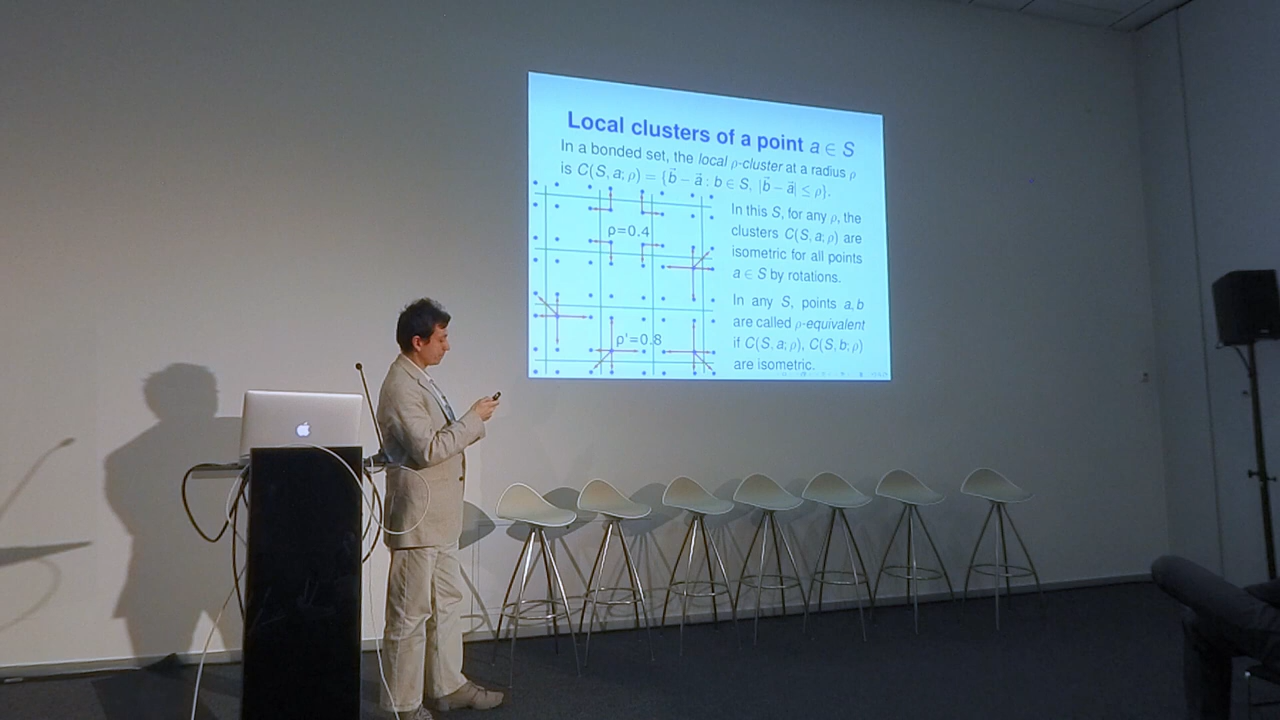 Local clusters of a point a ∈ S
In a bonded set, the local ρ-cluster at a radius ρ
is C(S, a; ρ) = {b⃗ − a⃗ : b ∈ S, |b⃗ − a⃗| ≤ ρ}.
ρ=0.4
ρ'=0.8
In this S, for any ρ, the
clusters C(S, a; ρ) are
isometric for all points
a ∈ S by rotations.
In any S, points a, b
are called ρ-equivalent
if C(S, a; ρ), C(S, b; ρ)
are isometric.